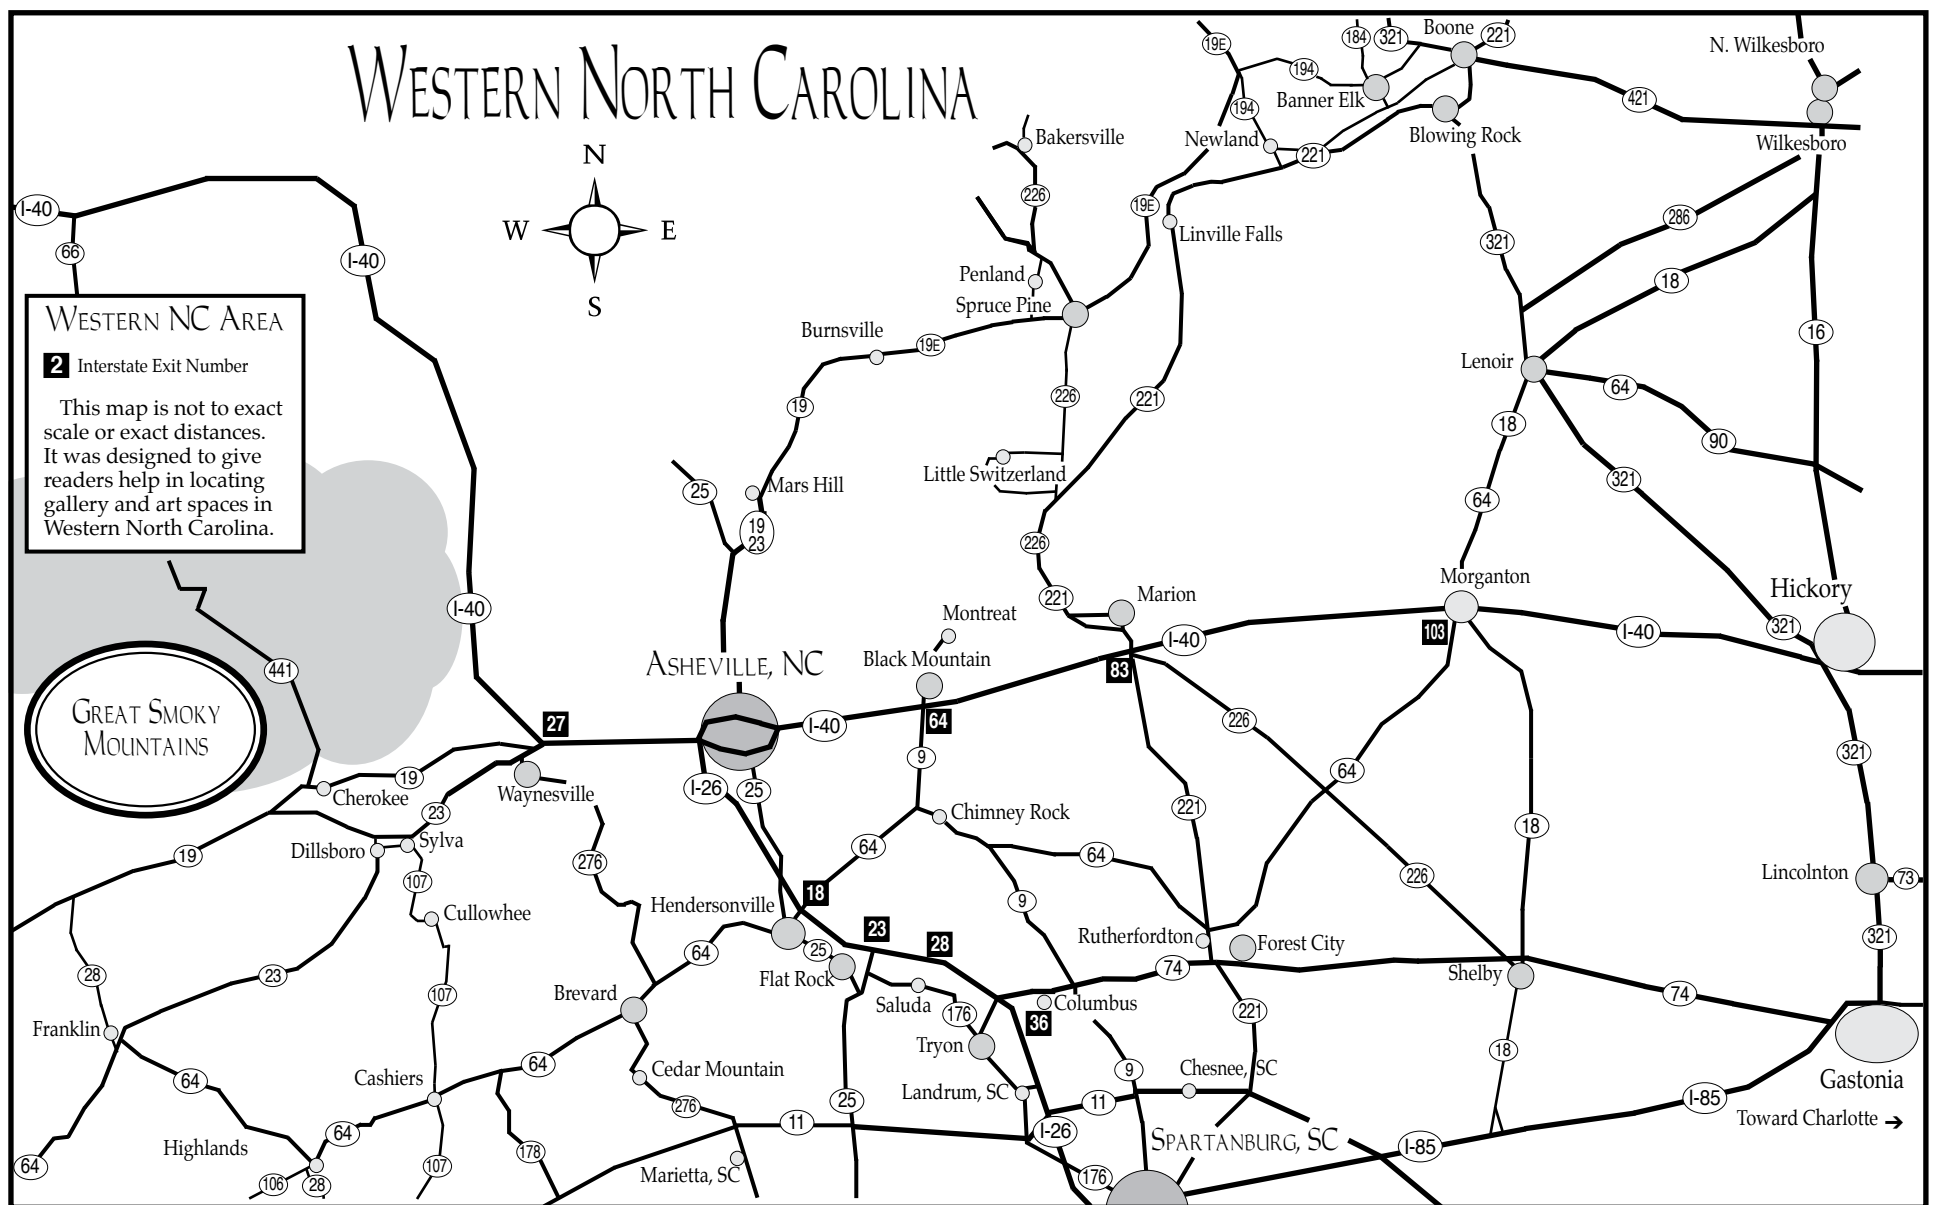 WESTERN NORTH CAROLINA
N
W E
S
WESTERN NC AREA
2 Interstate Exit Number
This map is not to exact
scale or exact distances.
It was designed to give
readers help in locating
gallery and art spaces in
Western North Carolina.
GREAT SMOKY
MOUNTAINS
I-40
66
I-40
I-40
441
27
19
Cherokee
23
Waynesville
19
Dillsboro
Sylva
107
Cullowhee
276
28
23
107
Franklin
64
Cashiers
64
Highlands
64
64
106
28
107
178
Brevard
64
Cedar Mountain
276
11
Marietta, SC
25
Mars Hill
19
23
19
Burnsville
19E
ASHEVILLE, NC
I-26
25
I-40
Montreat
Black Mountain
64
9
Chimney Rock
64
18
Hendersonville
25
Flat Rock
23
28
Saluda
176
Tryon
36
Columbus
Landrum, SC
25
11
I-26
176
9
Chesnee, SC
SPARTANBURG, SC
Bakersville
226
Penland
Spruce Pine
226
Little Switzerland
226
221
Marion
83
I-40
19E
194
194
184
321
Boone
221
Banner Elk
Newland
221
Blowing Rock
19E
Linville Falls
221
421
N. Wilkesboro
Wilkesboro
286
18
16
321
Lenoir
64
90
18
321
64
Morganton
103
I-40
Hickory
321
226
64
221
18
64
9
226
Rutherfordton
Forest City
74
221
Shelby
74
18
321
Lincolnton
73
321
Gastonia
I-85
I-85
Toward Charlotte ➔